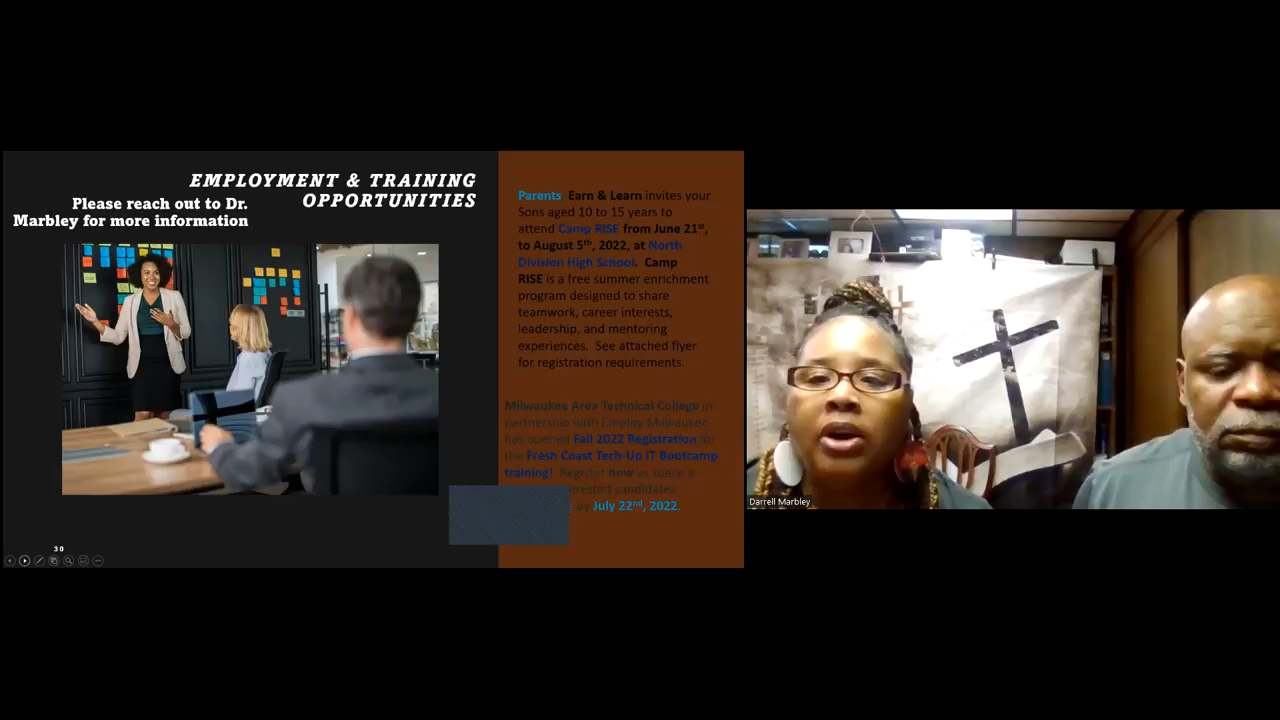 EMPLOYMENT & TRAINING
OPPORTUNITIES
Please reach out to Dr.
Marbley for more information
Parents Earn & Learn invites your
Sons aged 10 to 15 years to
attend Camp RISE from June 21st,
to August 5th, 2022, at North
Division High School. Camp
RISE is a free summer enrichment
program designed to share
teamwork, career interests,
leadership, and mentoring
experiences. See attached flyer
for registration requirements.
Milwaukee Area Technical College in
partnership with Employ Milwaukee
has opened Fall 2022 Registration for
the Fresh Coast Tech-Up IT Bootcamp
training! Register now as space is
candidates
by July 22nd, 2022.
30
Darrell Marbley